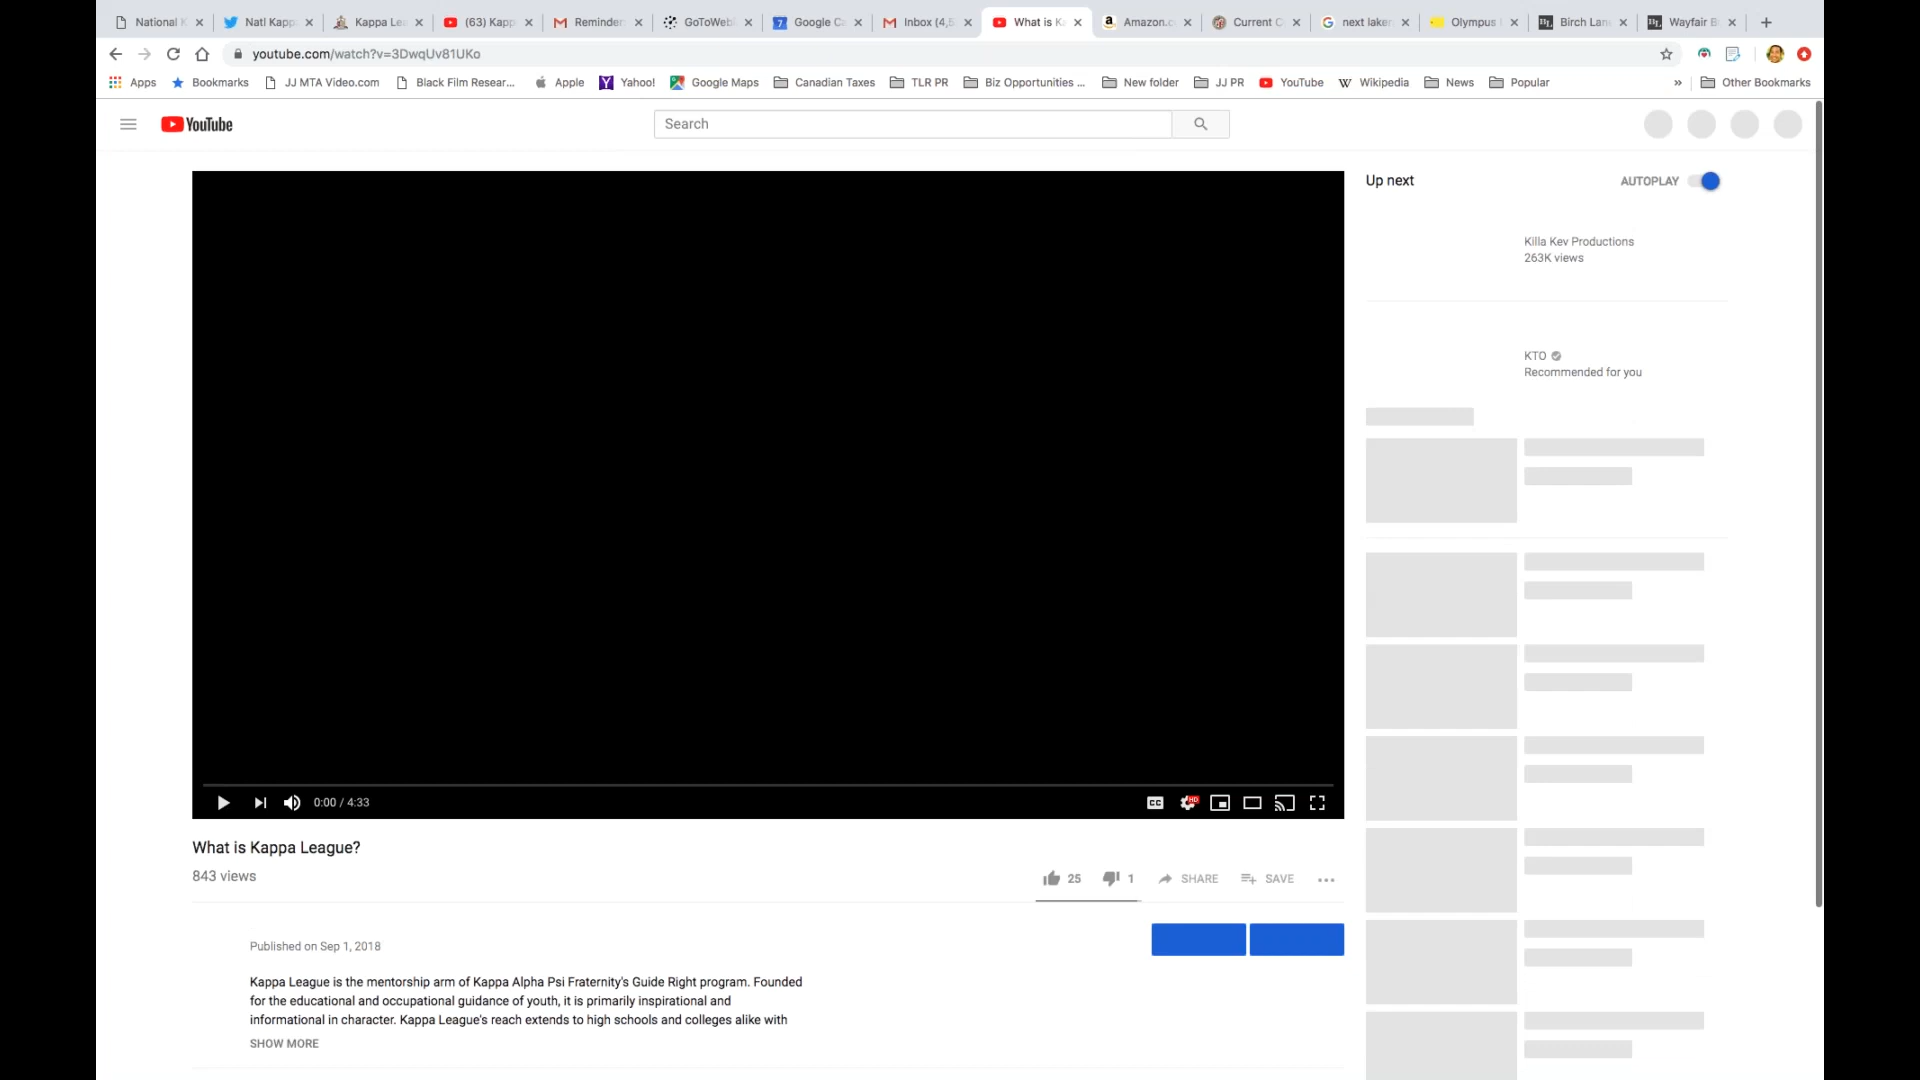 National K
Natl Kapp
Kappa Lea
(63) Kapp
Reminder
GoToWeb
Google Ca
Inbox (4,5
What is Ka
Amazon.c
Current C
next laker
Olympus
Birch Lan
Wayfair B
youtube.com/watch?v=3DwqUv81UKo
Apps
Bookmarks
JJ MTA Video.com
Black Film Resear...
Apple
Yahoo!
Google Maps
Canadian Taxes
TLR PR
Biz Opportunities ...
New folder
JJ PR
YouTube
Wikipedia
News
Popular
»
Other Bookmarks
YouTube
Search
Up next
AUTOPLAY
Killa Kev Productions
263K views
KTO
Recommended for you
0:00 / 4:33
CC
HD
What is Kappa League?
843 views
25
1
SHARE
SAVE
Published on Sep 1, 2018
Kappa League is the mentorship arm of Kappa Alpha Psi Fraternity's Guide Right program. Founded
for the educational and occupational guidance of youth, it is primarily inspirational and
informational in character. Kappa League's reach extends to high schools and colleges alike with
SHOW MORE